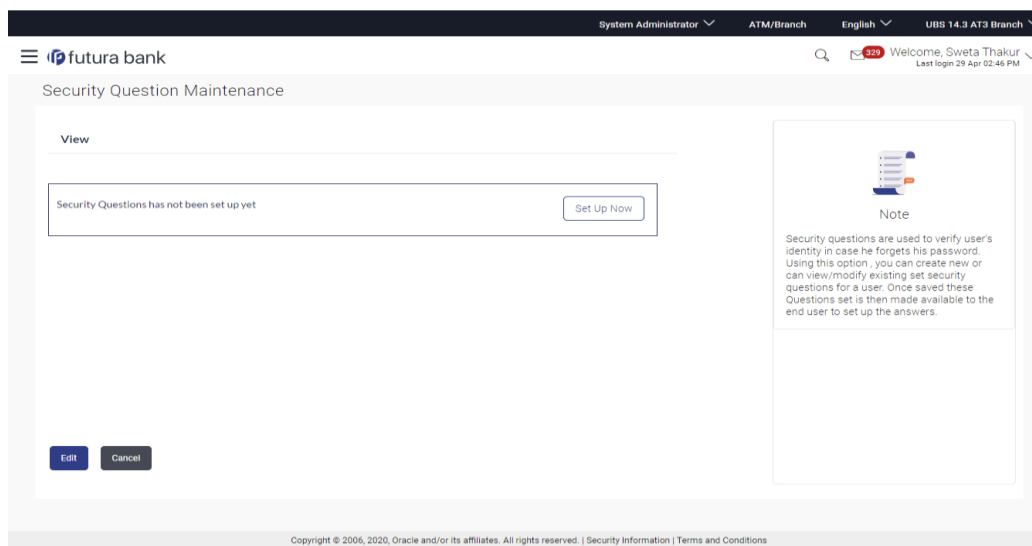 System Administrator ATM/Branch English UBS 14.3 AT3 Branch
futura bank 329 Welcome, Sweta Thakur
Last login 29 Apr 02:46 PM
Security Question Maintenance
View
Security Questions has not been set up yet Set Up Now
Note
Security questions are used to verify user's
identity in case he forgets his password.
Using this option , you can create new or
can view/modify existing set security
questions for a user. Once saved these
Questions set is then made available to the
end user to set up the answers.
Edit Cancel
Copyright © 2006, 2020, Oracle and/or its affiliates. All rights reserved. | Security Information | Terms and Conditions